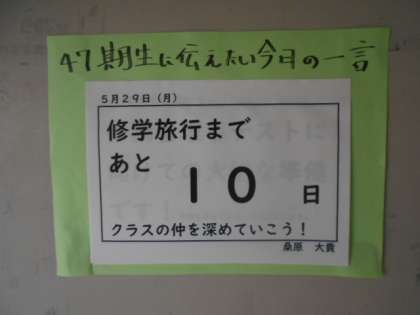 47期生に伝えたい今日の一言
5月29日（月）
修学旅行まで
あと
10 日
クラスの仲を深めていこう！
桑原 大貴